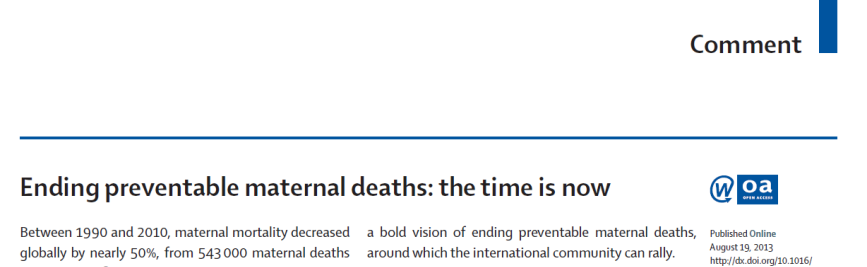 Comment
Ending preventable maternal deaths: the time is now
Between 1990 and 2010, maternal mortality decreased
globally by nearly 50%, from 543 000 maternal deaths
a bold vision of ending preventable maternal deaths,
around which the international community can rally.
W
oa
OPEN ACCESS
Published Online
August 19, 2013
http://dx.doi.org/10.1016/